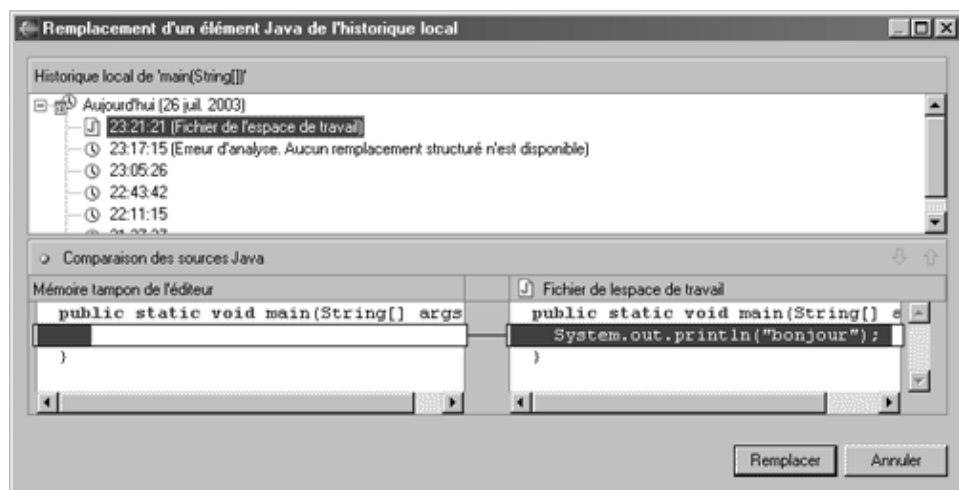 Remplacement d'un élément Java de l'historique local
Historique local de 'main(String[])'
Aujourd'hui (26 juil. 2003)
23:21:21 (Fichier de l'espace de travail)
23:17:15 (Erreur d'analyse. Aucun remplacement structuré n'est disponible)
23:05:26
22:43:42
22:11:15
21:27:27
Comparaison des sources Java
Mémoire tampon de l'éditeur
Fichier de lespace de travail
public static void main(String[] args
}
public static void main(String[] a
System.out.println("bonjour");
}
Remplacer
Annuler